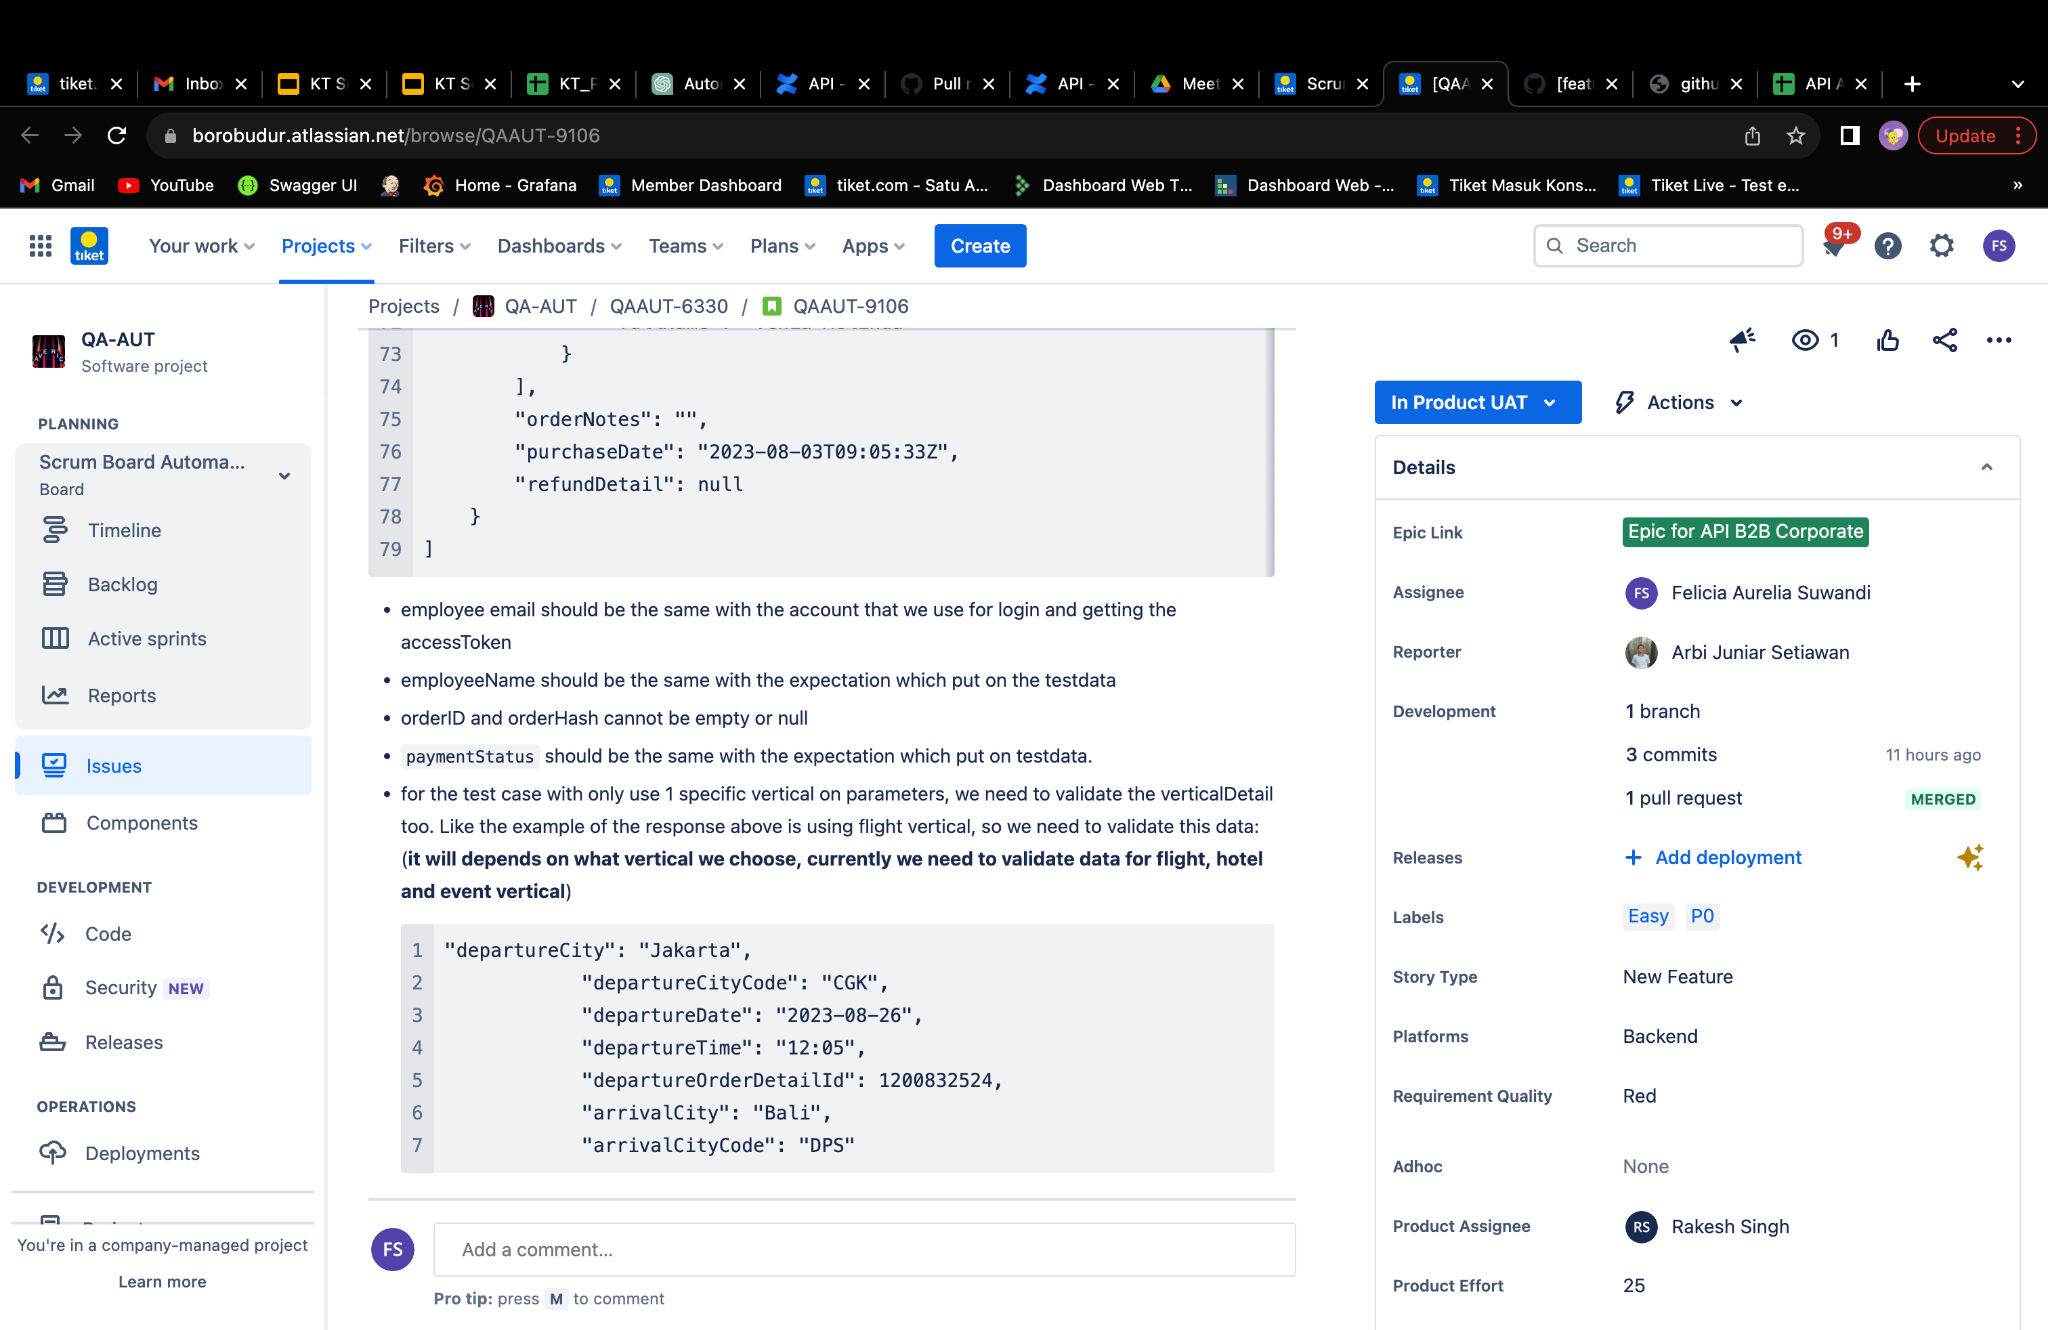 tiket.
Inbo
KT S
KT S
KT_P
Auto
API -
Pull r
API -
Meet
Scru
[QAA
[feat
githu
API A
borobudur.atlassian.net/browse/QAAUT-9106
Update
Gmail
YouTube
Swagger UI
Home - Grafana
Member Dashboard
tiket.com - Satu A...
Dashboard Web T...
Dashboard Web -...
Tiket Masuk Kons...
Tiket Live - Test e...
»
tiket
Your work
Projects
Filters
Dashboards
Teams
Plans
Apps
Create
Search
9+
FS
QA-AUT
Software project
PLANNING
Scrum Board Automa...
Board
Timeline
Backlog
Active sprints
Reports
Issues
Components
DEVELOPMENT
Code
Security NEW
Releases
OPERATIONS
Deployments
You're in a company-managed project
Learn more
Projects / QA-AUT / QAAUT-6330 / QAAUT-9106
73 }
74 ],
75 "orderNotes": "",
76 "purchaseDate": "2023-08-03T09:05:33Z",
77 "refundDetail": null
78 }
79 ]
• employee email should be the same with the account that we use for login and getting the
accessToken
• employeeName should be the same with the expectation which put on the testdata
• orderID and orderHash cannot be empty or null
• paymentStatus should be the same with the expectation which put on testdata.
• for the test case with only use 1 specific vertical on parameters, we need to validate the verticalDetail
too. Like the example of the response above is using flight vertical, so we need to validate this data:
(it will depends on what vertical we choose, currently we need to validate data for flight, hotel
and event vertical)
1 "departureCity": "Jakarta",
2 "departureCityCode": "CGK",
3 "departureDate": "2023-08-26",
4 "departureTime": "12:05",
5 "departureOrderDetailId": 1200832524,
6 "arrivalCity": "Bali",
7 "arrivalCityCode": "DPS"
FS
Add a comment...
Pro tip: press M to comment
1
In Product UAT
Actions
Details
Epic Link
Epic for API B2B Corporate
Assignee
FS Felicia Aurelia Suwandi
Reporter
Arbi Juniar Setiawan
Development
1 branch
3 commits
11 hours ago
1 pull request
MERGED
Releases
+ Add deployment
Labels
Easy P0
Story Type
New Feature
Platforms
Backend
Requirement Quality
Red
Adhoc
None
Product Assignee
RS Rakesh Singh
Product Effort
25